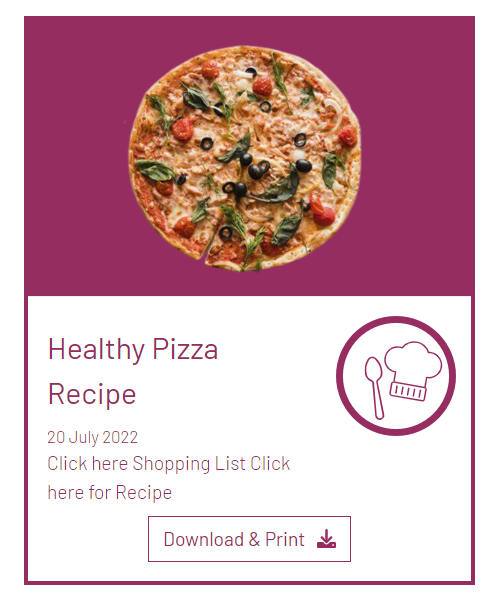 Healthy Pizza
Recipe
20 July 2022
Click here Shopping List Click
here for Recipe
Download & Print